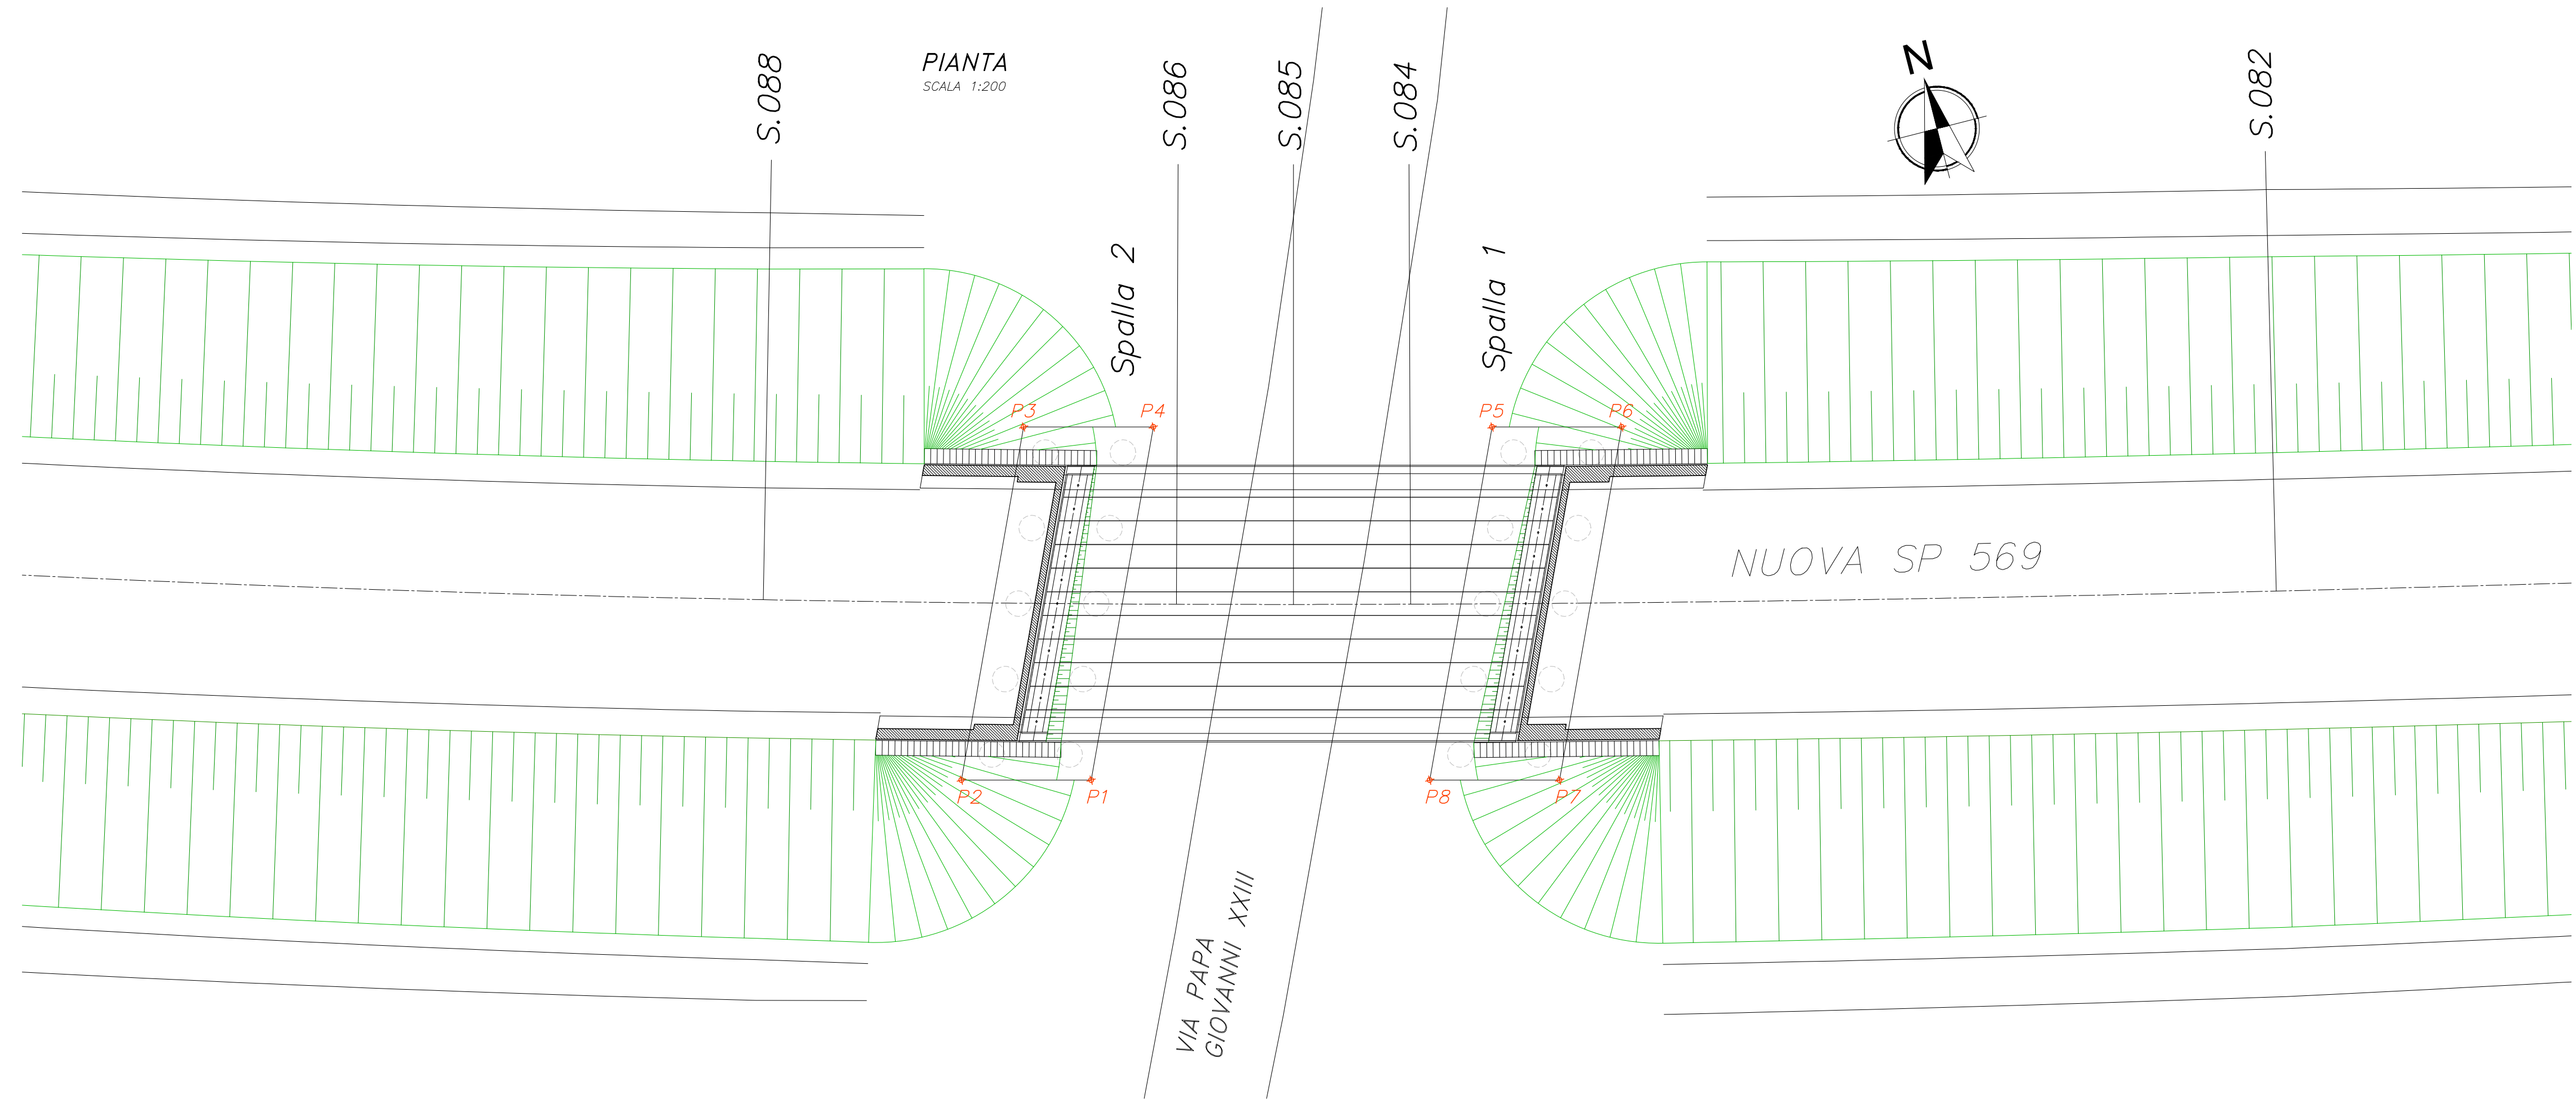 PIANTA
SCALA 1:200
N
S.088
S.086
S.085
S.084
S.082
Spalla 2
Spalla 1
P3
P4
P5
P6
NUOVA SP 569
P2
P1
P8
P7
VIA PAPA
GIOVANNI XXIII